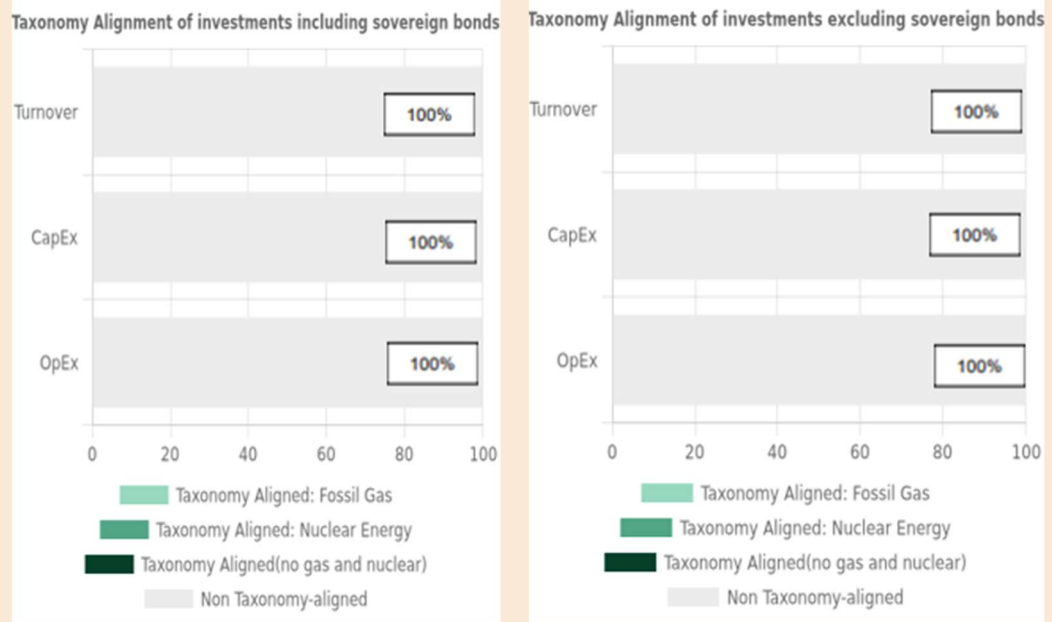 Taxonomy Alignment of investments including sovereign bonds
Turnover
100%
CapEx
100%
OpEx
100%
0 20 40 60 80 100
Taxonomy Aligned: Fossil Gas
Taxonomy Aligned: Nuclear Energy
Taxonomy Aligned(no gas and nuclear)
Non Taxonomy-aligned
Taxonomy Alignment of investments excluding sovereign bonds
Turnover
100%
CapEx
100%
OpEx
100%
0 20 40 60 80 100
Taxonomy Aligned: Fossil Gas
Taxonomy Aligned: Nuclear Energy
Taxonomy Aligned(no gas and nuclear)
Non Taxonomy-aligned